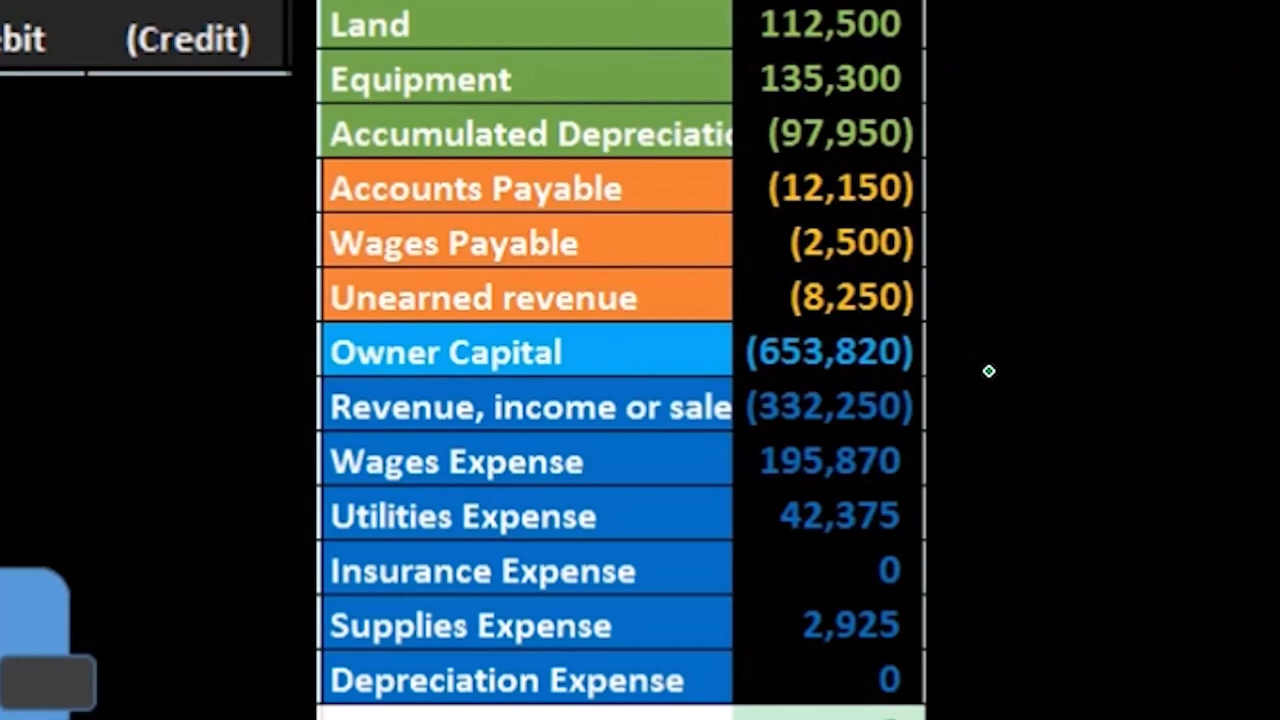 ebit (Credit)
Land 112,500
Equipment 135,300
Accumulated Depreciatio (97,950)
Accounts Payable (12,150)
Wages Payable (2,500)
Unearned revenue (8,250)
Owner Capital (653,820)
Revenue, income or sale (332,250)
Wages Expense 195,870
Utilities Expense 42,375
Insurance Expense 0
Supplies Expense 2,925
Depreciation Expense 0